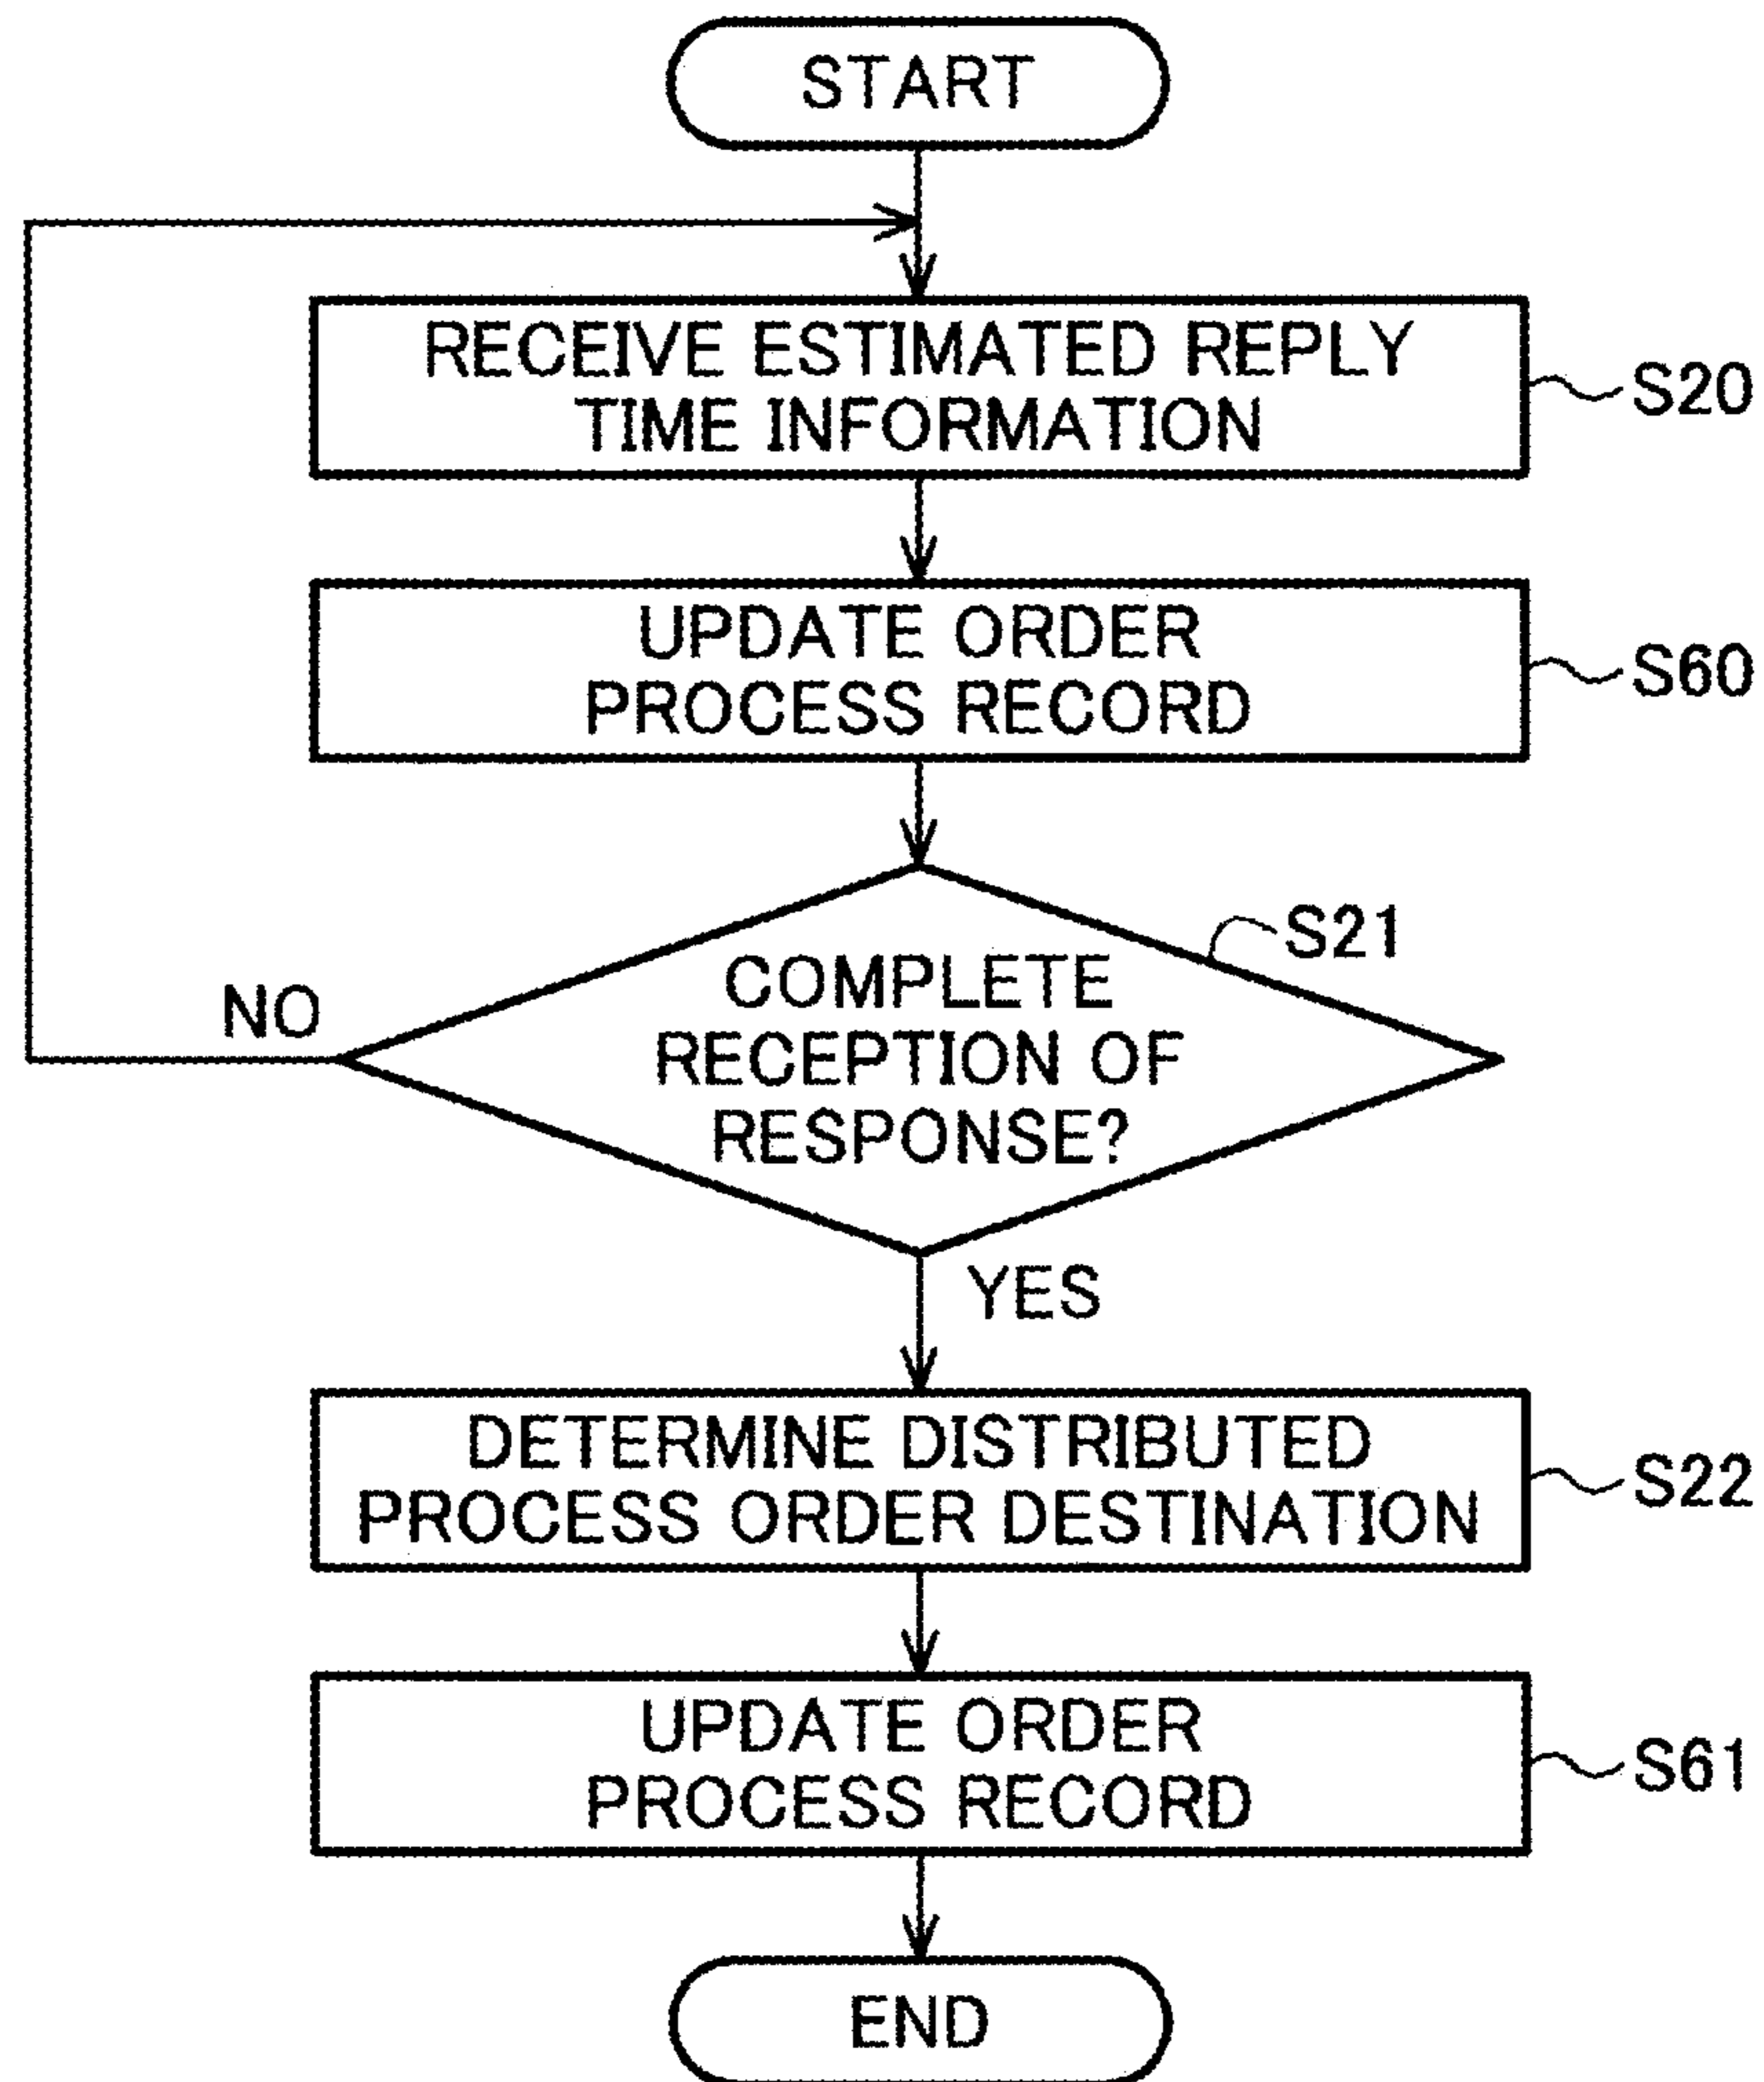 START
RECEIVE ESTIMATED REPLY
TIME INFORMATION
S20
UPDATE ORDER
PROCESS RECORD
S60
S21
COMPLETE
RECEPTION OF
RESPONSE?
NO
YES
DETERMINE DISTRIBUTED
PROCESS ORDER DESTINATION
S22
UPDATE ORDER
PROCESS RECORD
S61
END